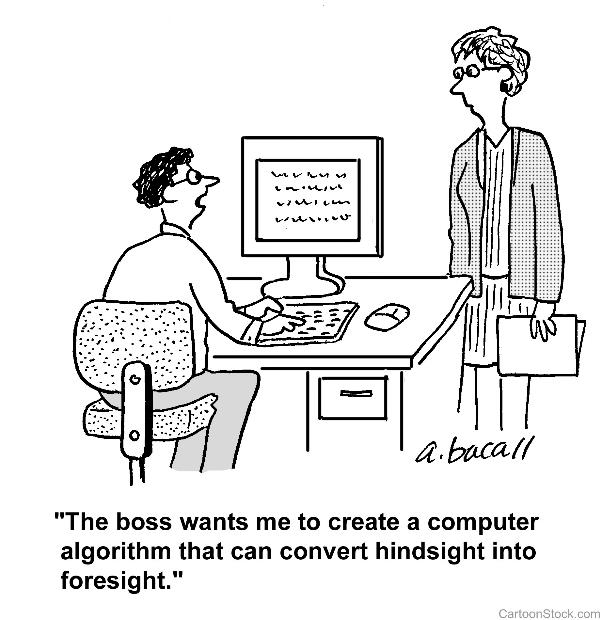 a. bacall
"The boss wants me to create a computer
algorithm that can convert hindsight into
foresight."
CartoonStock.com